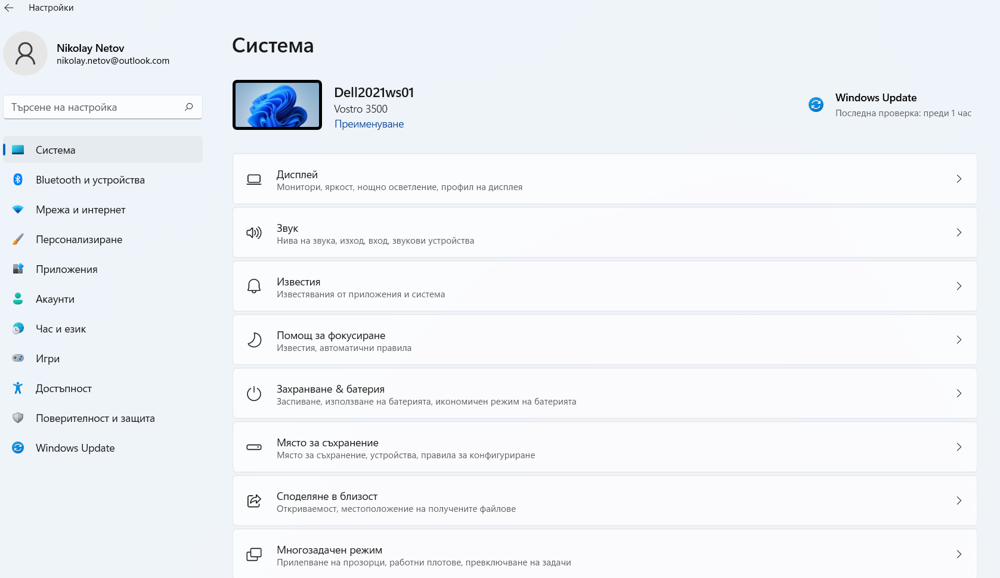 Настройки
Nikolay Netov
nikolay.netov@outlook.com
Търсене на настройка
Система
Bluetooth и устройства
Мрежа и интернет
Персонализиране
Приложения
Акаунти
Час и език
Игри
Достъпност
Поверителност и защита
Windows Update
Система
Dell2021ws01
Vostro 3500
Преименуване
Windows Update
Последна проверка: преди 1 час
Дисплей
Монитори, яркост, нощно осветление, профил на дисплея
Звук
Нива на звука, изход, вход, звукови устройства
Известия
Известявания от приложения и система
Помощ за фокусиране
Известия, автоматични правила
Захранване & батерия
Заспиване, използване на батерията, икономичен режим на батерията
Място за съхранение
Място за съхранение, устройства, правила за конфигуриране
Споделяне в близост
Откриваемост, местоположение на получените файлове
Многозадачен режим
Прилепване на прозорци, работни плотове, превключване на задачи